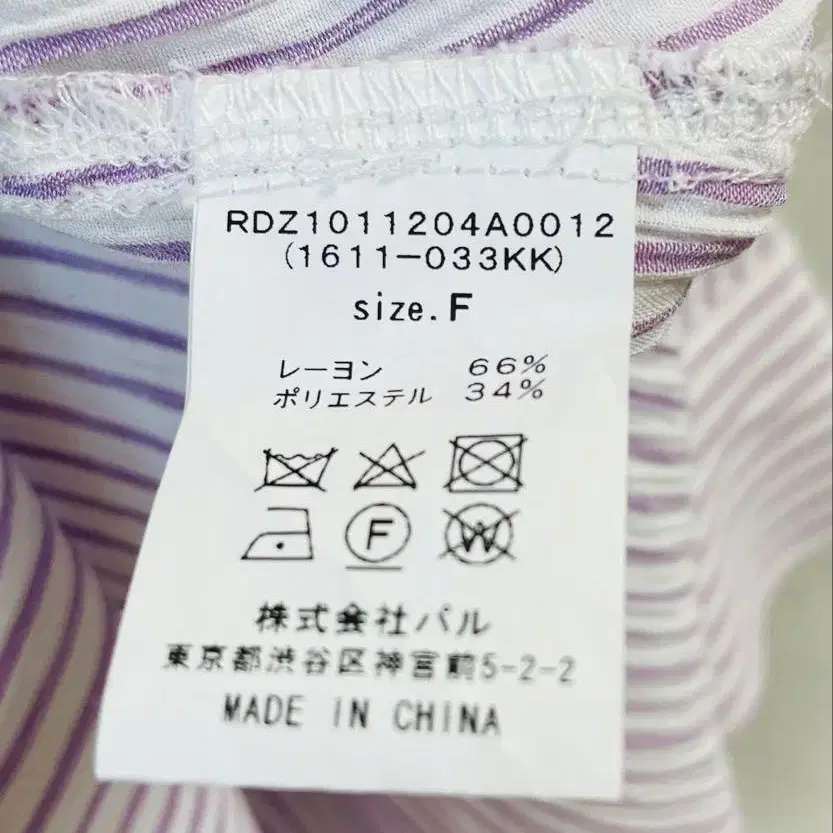 RDZ1011204A0012
(1611-033KK)
size.F
レーヨン 66%
ポリエステル 34%
F
W
株式会社パル
東京都渋谷区神宮前5-2-2
MADE IN CHINA